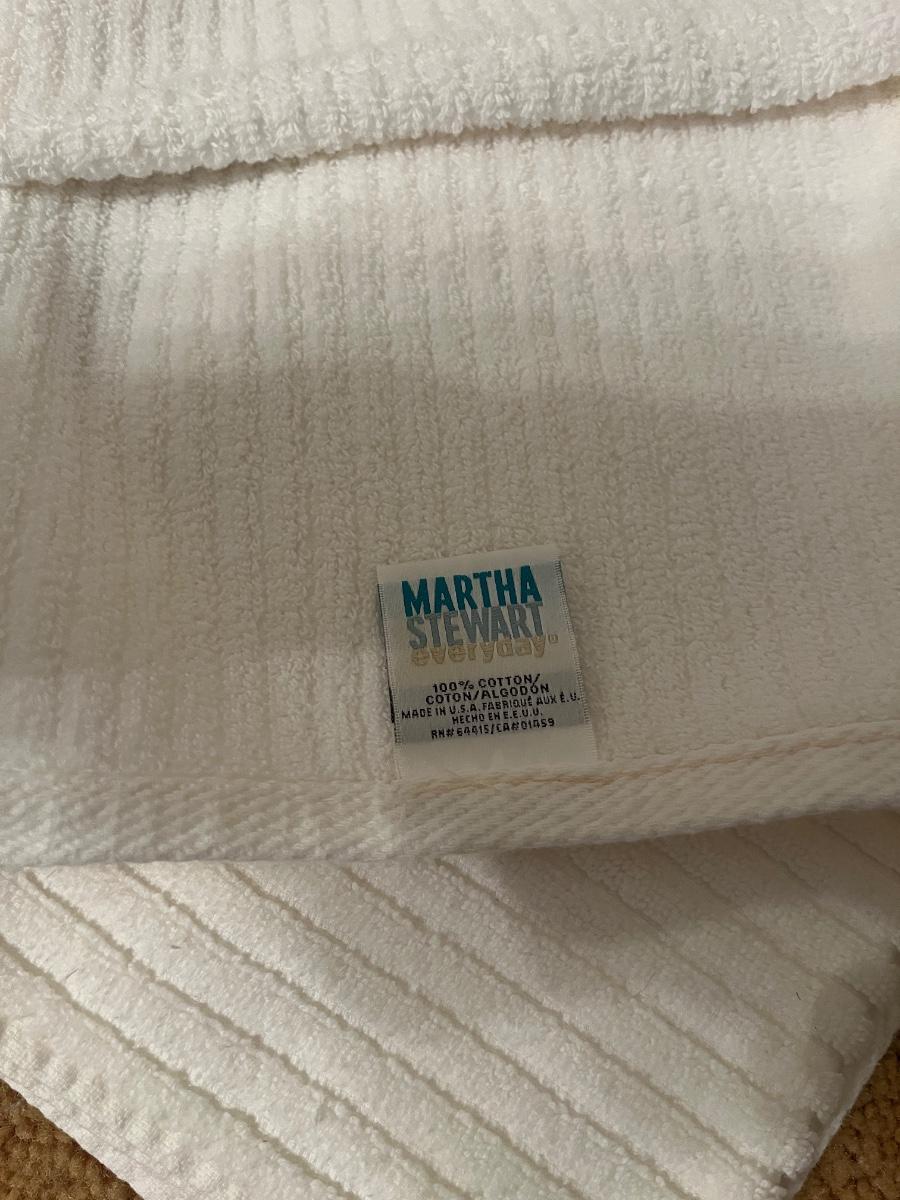 MARTHA
STEWART
everyday®
100% COTTON/
COTON/ALGODÓN
MADE IN U.S.A. FABRIQUÉ AUX É.U.
HECHO EN E.E.U.U.
RN#64415/CA#01459